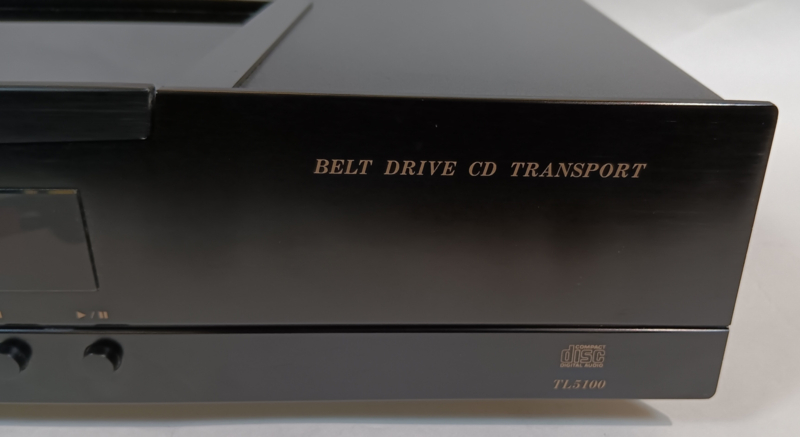 BELT DRIVE CD TRANSPORT
▶ / ▮▮
COMPACT
disc
DIGITAL AUDIO
TL5100